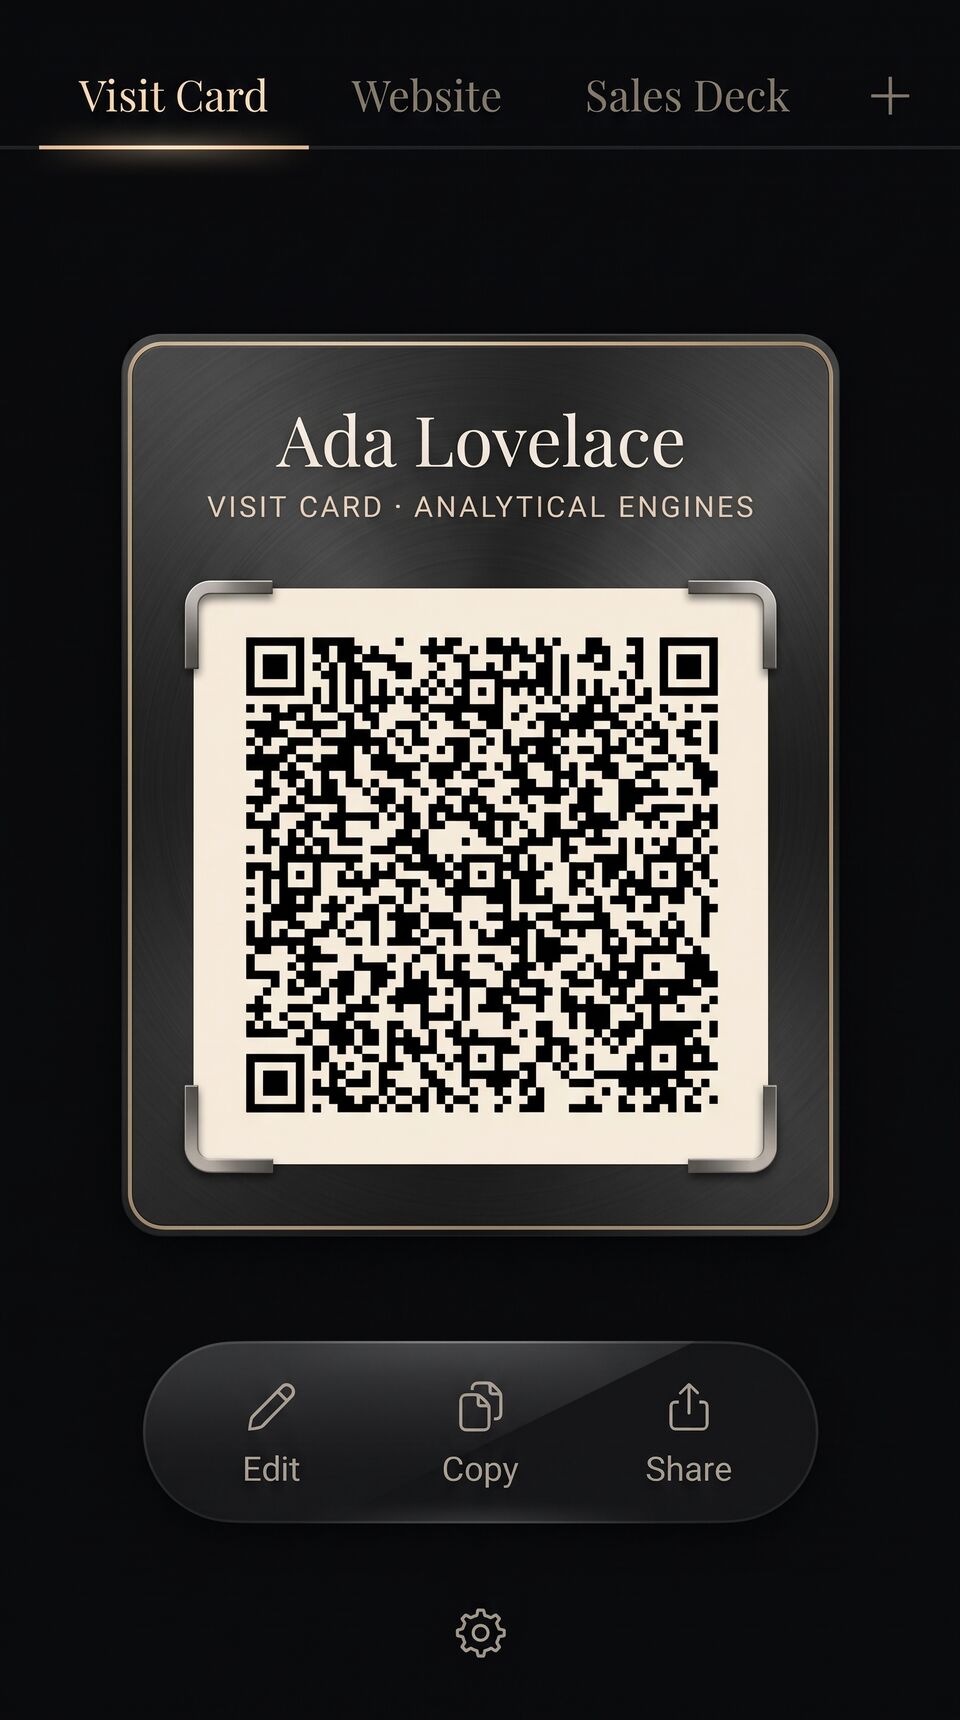 Visit Card
Website
Sales Deck
Ada Lovelace
VISIT CARD · ANALYTICAL ENGINES
Edit
Copy
Share